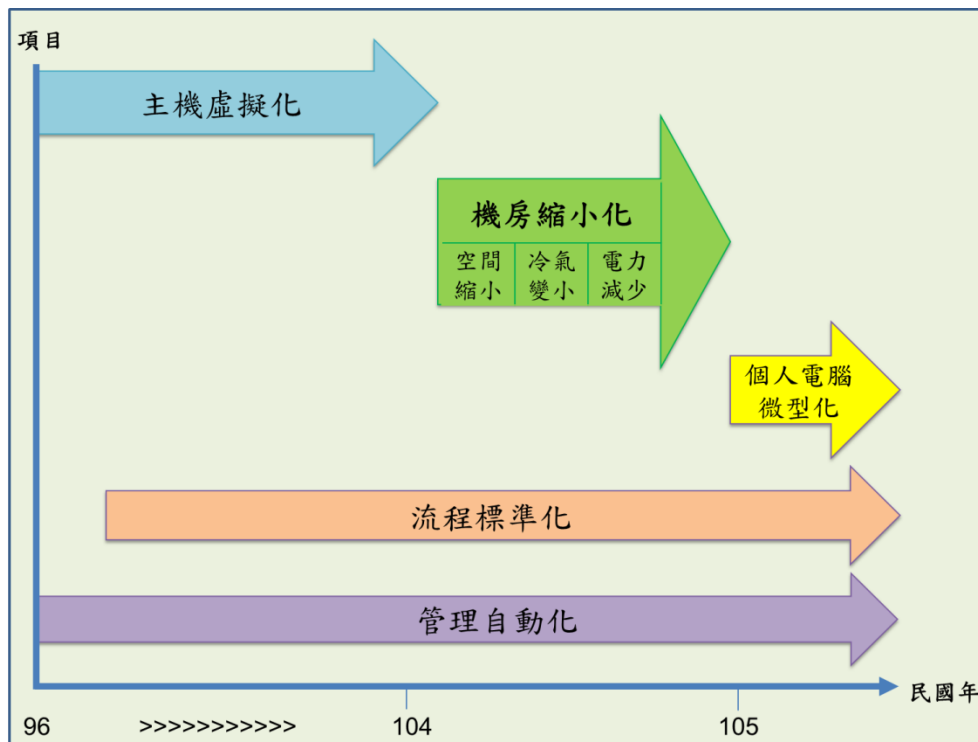 項目
主機虛擬化
機房縮小化
空間
縮小
冷氣
變小
電力
減少
個人電腦
微型化
流程標準化
管理自動化
民國年
96
>>>>>>>>>>>
104
105